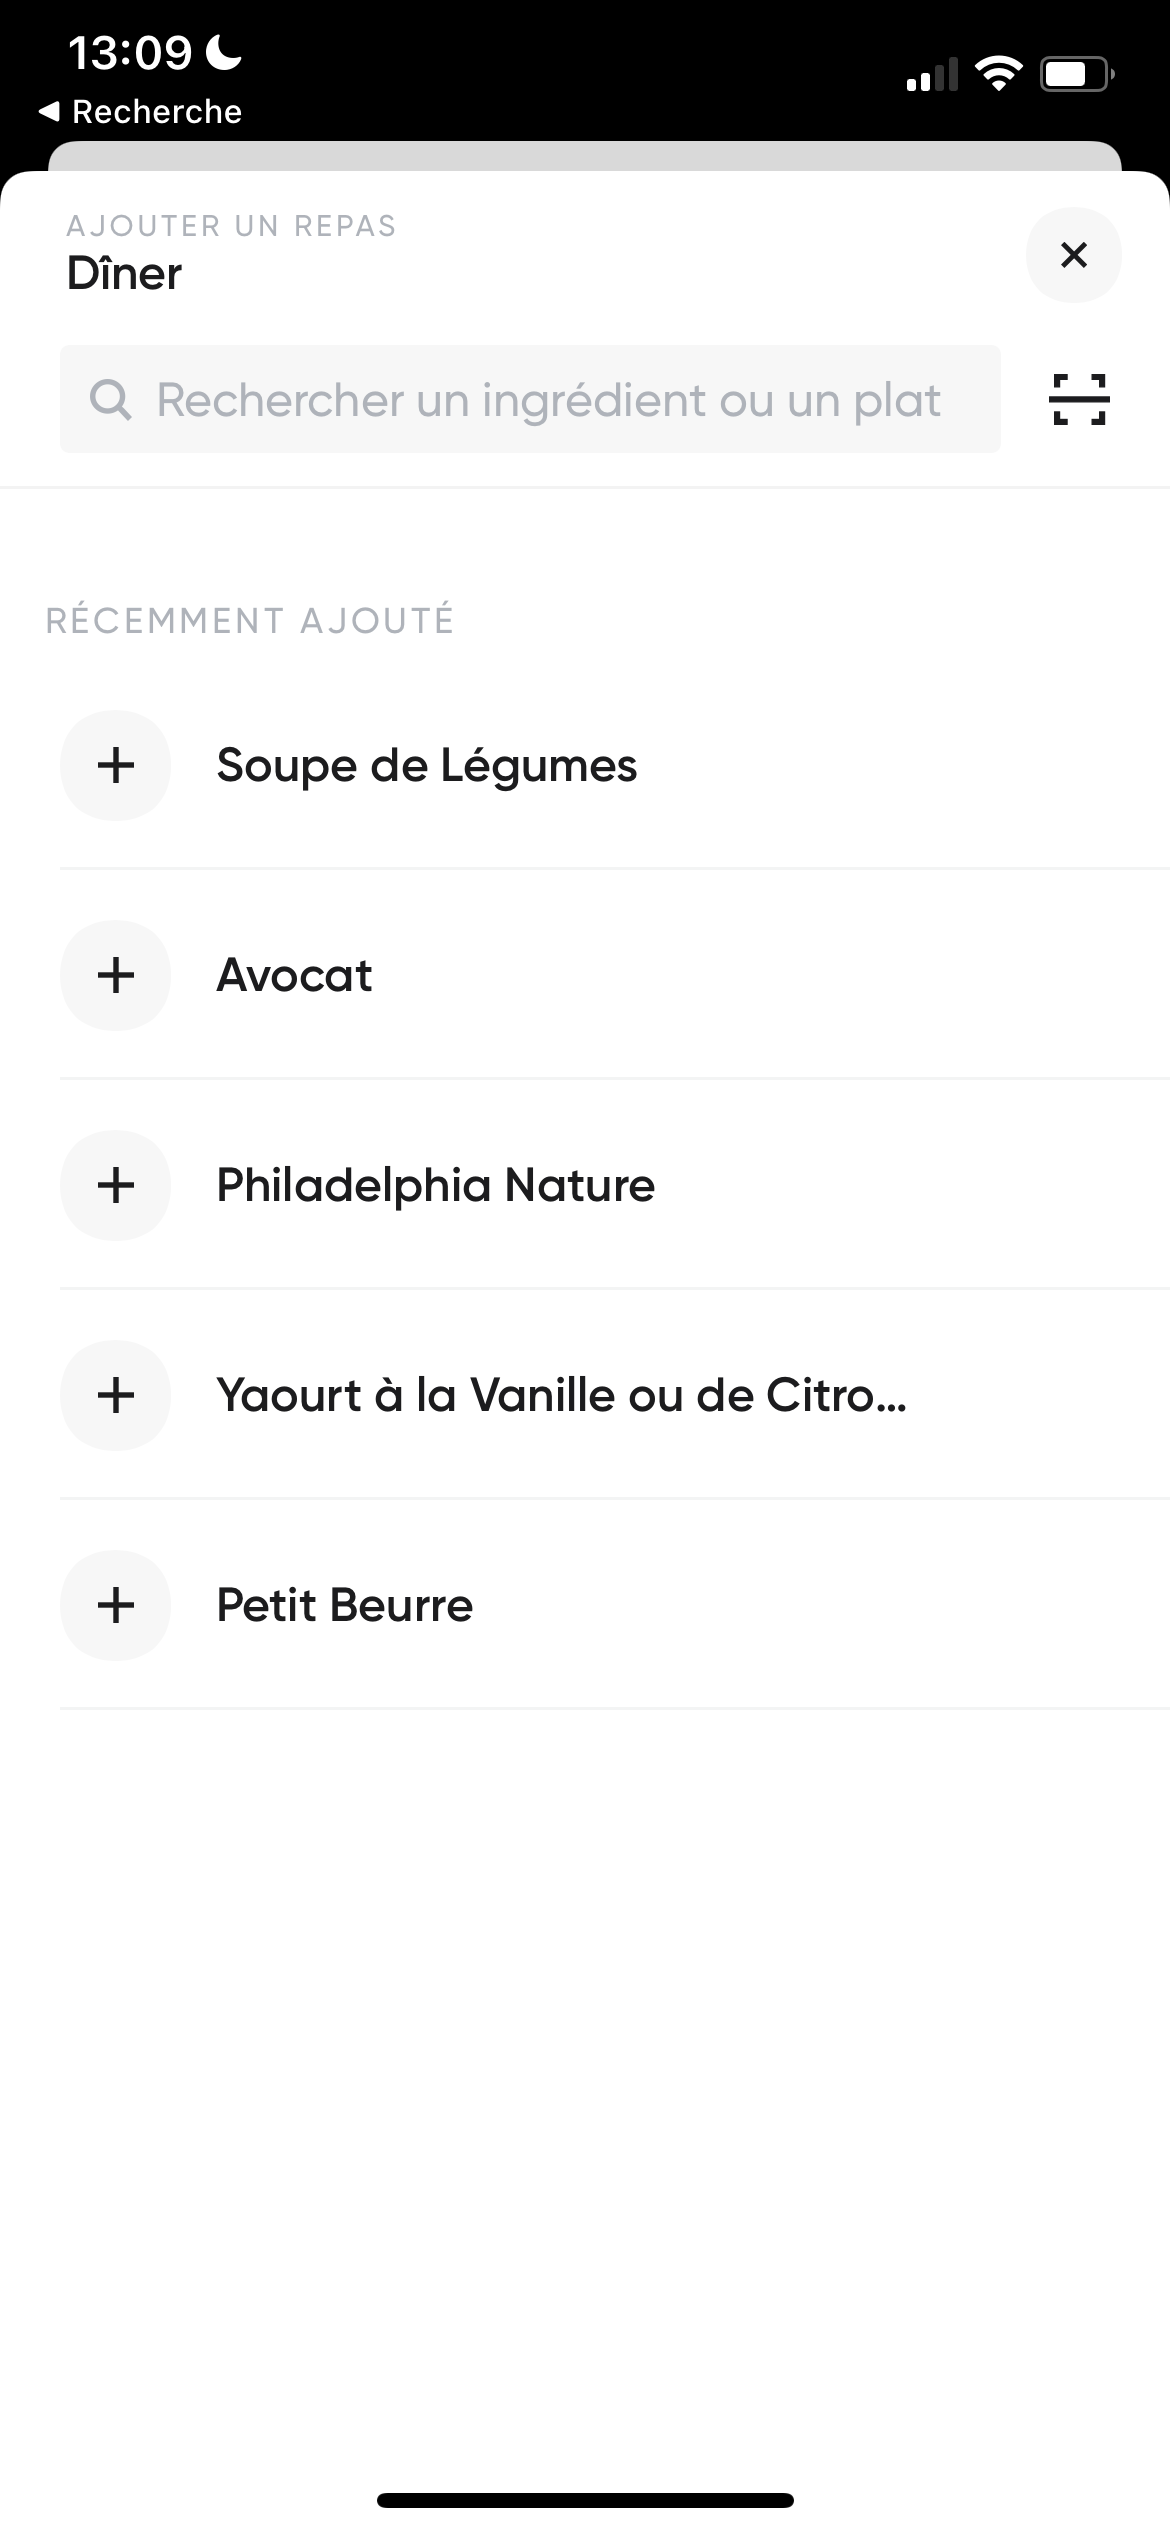 13:09
Recherche
AJOUTER UN REPAS
Dîner
Rechercher un ingrédient ou un plat
RÉCEMMENT AJOUTÉ
Soupe de Légumes
Avocat
Philadelphia Nature
Yaourt à la Vanille ou de Citro...
Petit Beurre